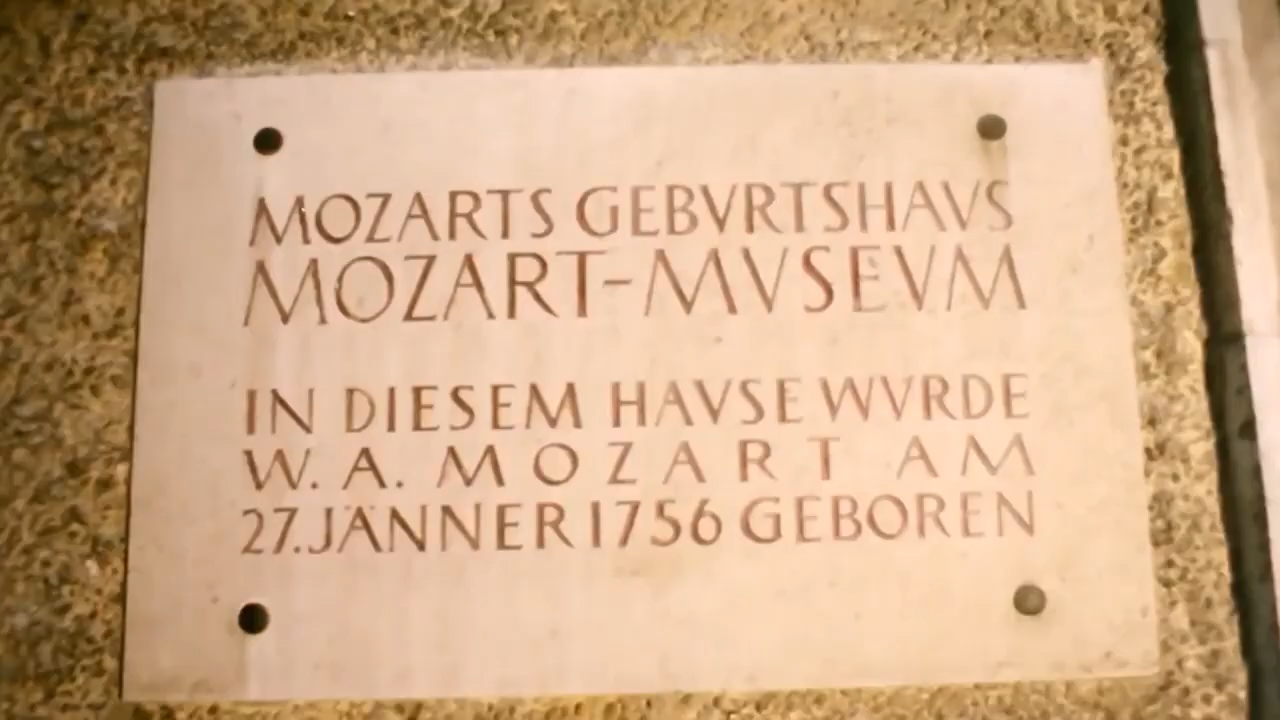 MOZARTS GEBVRTSHAVS
MOZART-MVSEVM
IN DIESEM HAVSE WVRDE
W. A. MOZART AM
27. JÄNNER 1756 GEBOREN